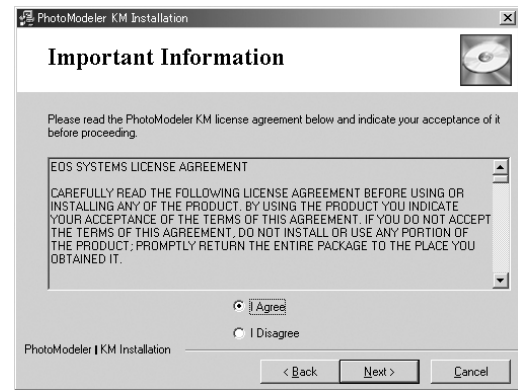 PhotoModeler KM Installation
Important Information
Please read the PhotoModeler KM license agreement below and indicate your acceptance of it
before proceeding.
EOS SYSTEMS LICENSE AGREEMENT
CAREFULLY READ THE FOLLOWING LICENSE AGREEMENT BEFORE USING OR
INSTALLING ANY OF THE PRODUCT. BY USING THE PRODUCT YOU INDICATE
YOUR ACCEPTANCE OF THE TERMS OF THIS AGREEMENT. IF YOU DO NOT ACCEPT
THE TERMS OF THIS AGREEMENT, DO NOT INSTALL OR USE ANY PORTION OF
THE PRODUCT; PROMPTLY RETURN THE ENTIRE PACKAGE TO THE PLACE YOU
OBTAINED IT.
I Agree
I Disagree
PhotoModeler | KM Installation
< Back
Next >
Cancel